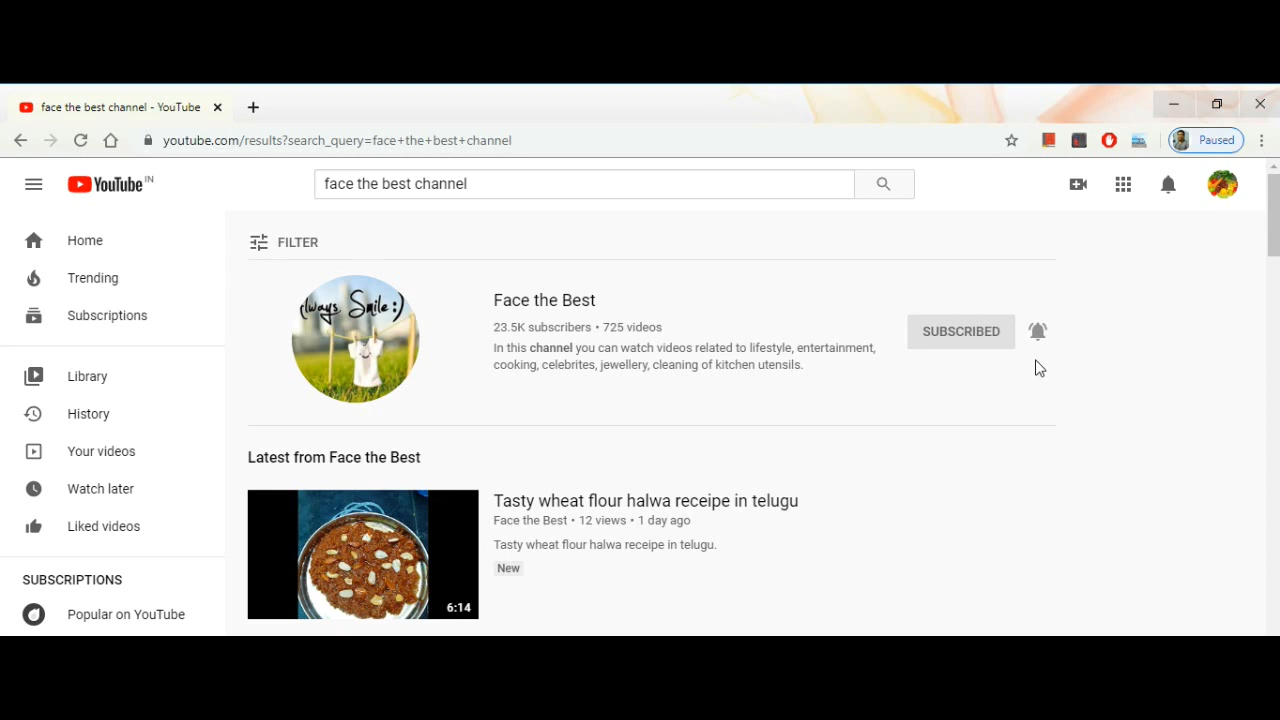 face the best channel - YouTube
youtube.com/results?search_query=face+the+best+channel
Paused
YouTube IN
face the best channel
Home
Trending
Subscriptions
Library
History
Your videos
Watch later
Liked videos
SUBSCRIPTIONS
Popular on YouTube
FILTER
Always Smile :)
Face the Best
23.5K subscribers • 725 videos
In this channel you can watch videos related to lifestyle, entertainment,
cooking, celebrites, jewellery, cleaning of kitchen utensils.
SUBSCRIBED
Latest from Face the Best
6:14
Tasty wheat flour halwa receipe in telugu
Face the Best • 12 views • 1 day ago
Tasty wheat flour halwa receipe in telugu.
New